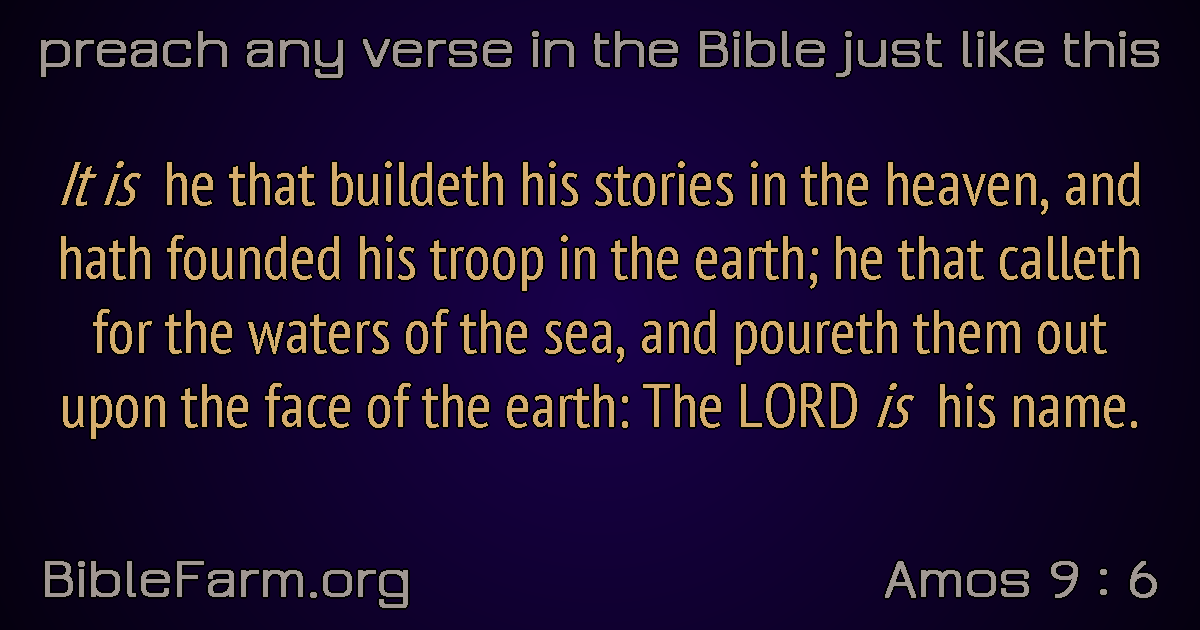 preach any verse in the Bible just like this
It is he that buildeth his stories in the heaven, and
hath founded his troop in the earth; he that calleth
for the waters of the sea, and poureth them out
upon the face of the earth: The LORD is his name.
BibleFarm.org
Amos 9 : 6